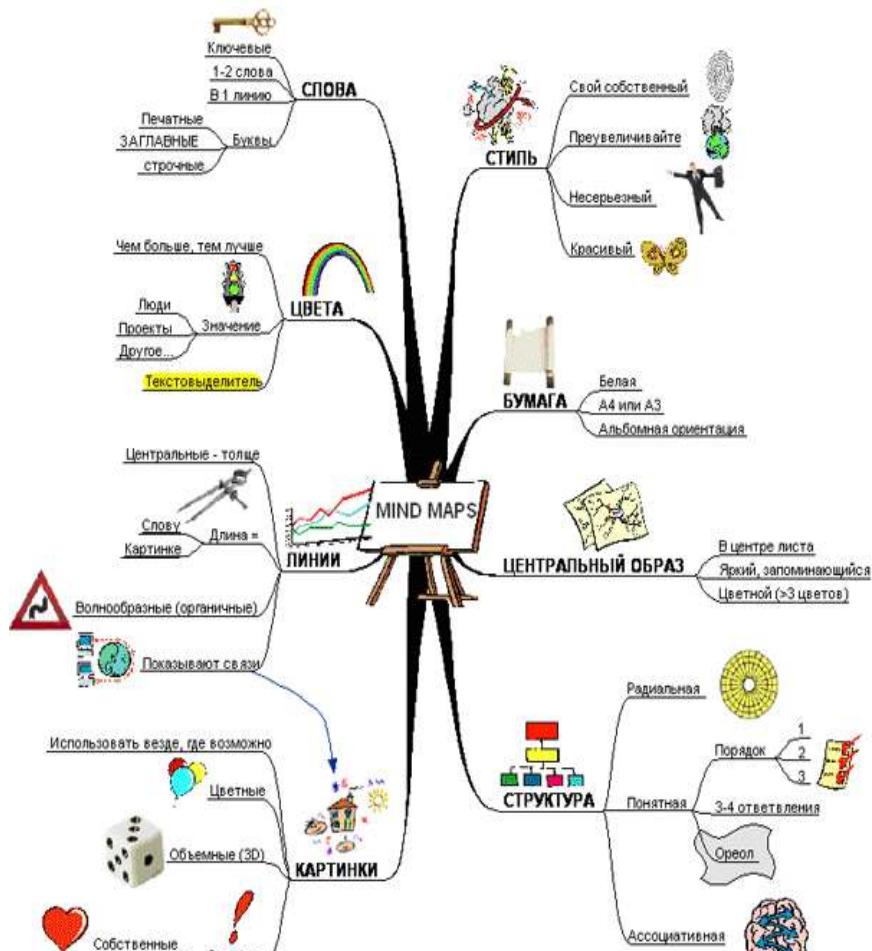 Ключевые
1-2 слова
В 1 линию
СЛОВА
Печатные
ЗАГЛАВНЫЕ
строчные
Буквы
Чем больше, тем лучше
ЦВЕТА
Люди
Проекты
Другое...
Значение
Текстовыделитель
Центральные - толще
ЛИНИИ
Слову
Картинке
Длина =
Волнообразные (органичные)
Показывают связи
Использовать везде, где возможно
Цветные
Объемные (3D)
КАРТИНКИ
Собственные
MIND MAPS
СТИЛЬ
Свой собственный
Преувеличивайте
Несерьезный
Красивый
БУМАГА
Белая
А4 или А3
Альбомная ориентация
ЦЕНТРАЛЬНЫЙ ОБРАЗ
В центре листа
Яркий, запоминающийся
Цветной (>3 цветов)
СТРУКТУРА
Радиальная
Понятная
Порядок
1
2
3
3-4 ответвления
Ореол
Ассоциативная